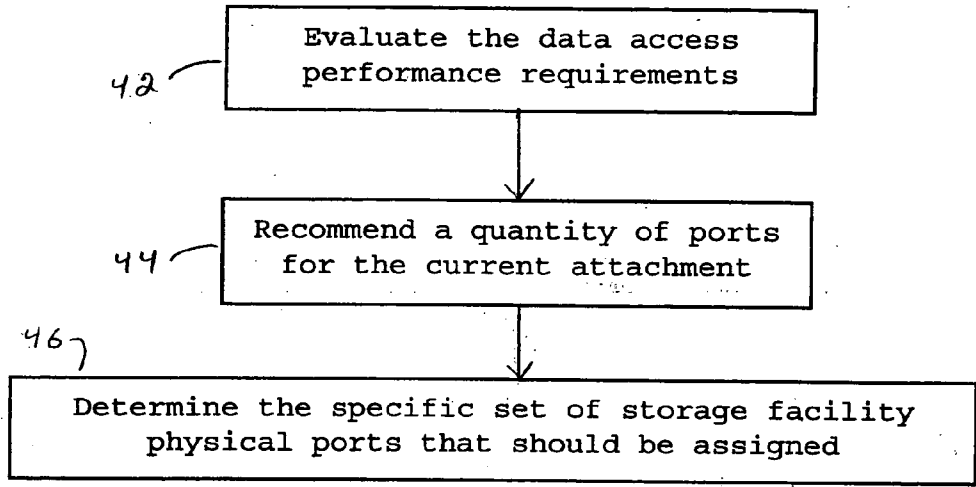 Evaluate the data access
performance requirements
42
Recommend a quantity of ports
for the current attachment
44
46
Determine the specific set of storage facility
physical ports that should be assigned